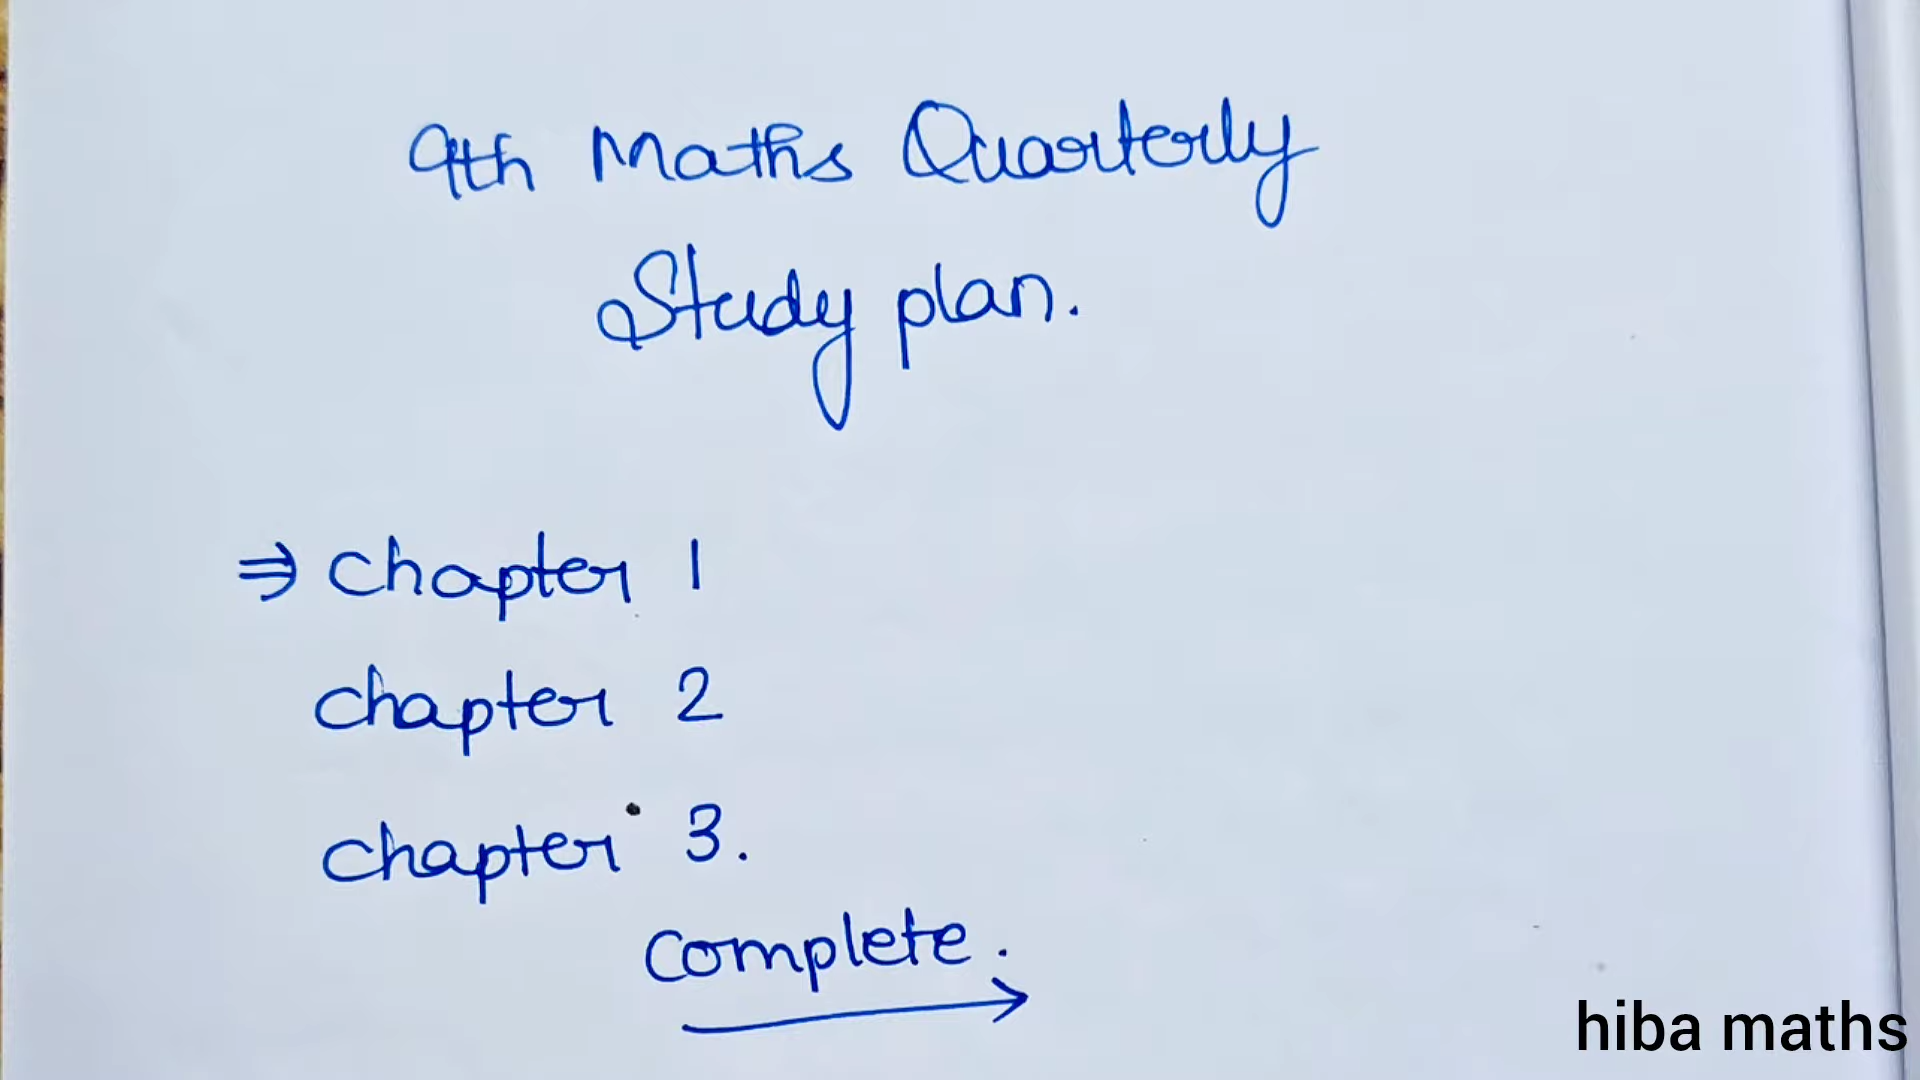 9th Maths Quarterly
Study plan.
⇒ chapter 1
chapter 2
chapter 3.
complete.
hiba maths